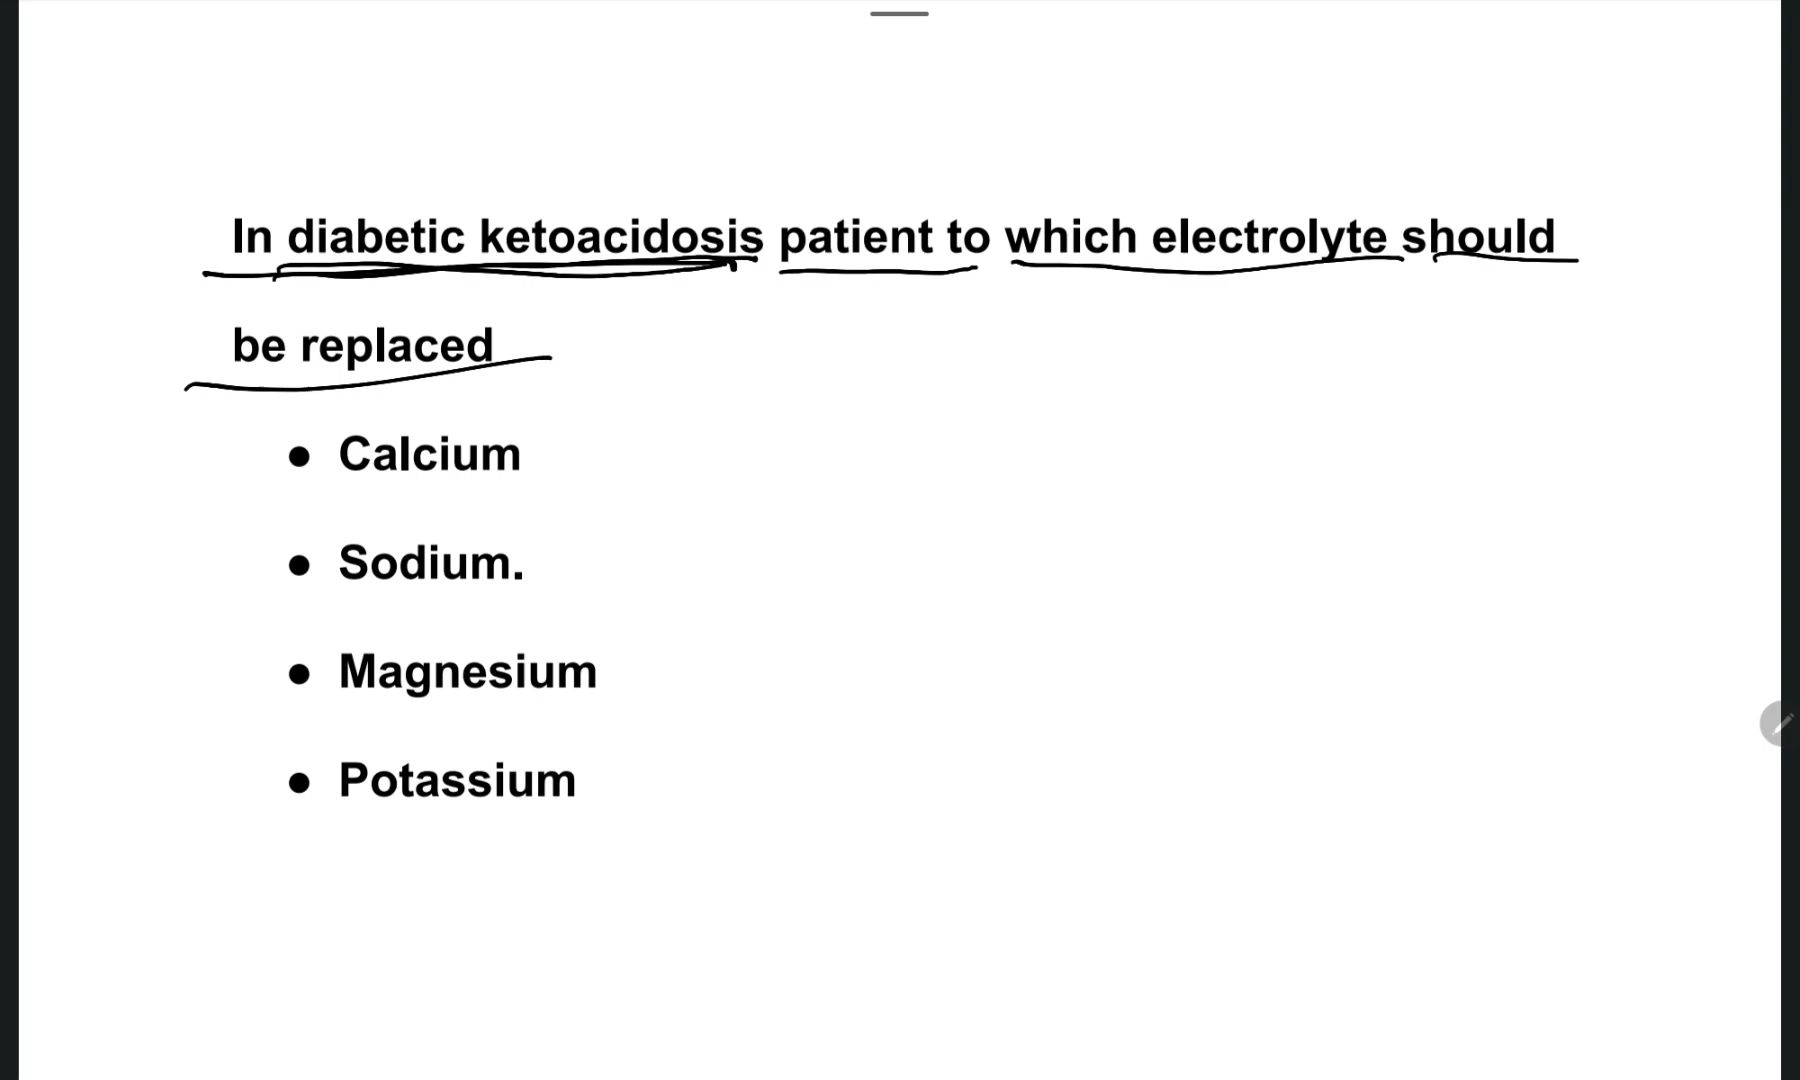 In diabetic ketoacidosis patient to which electrolyte should
be replaced
● Calcium
● Sodium.
● Magnesium
● Potassium